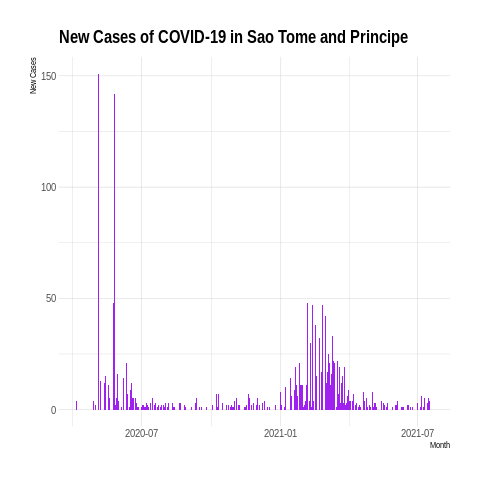 New Cases of COVID-19 in Sao Tome and Principe
New Cases
150
100
50
0
2020-07
2021-01
2021-07
Month